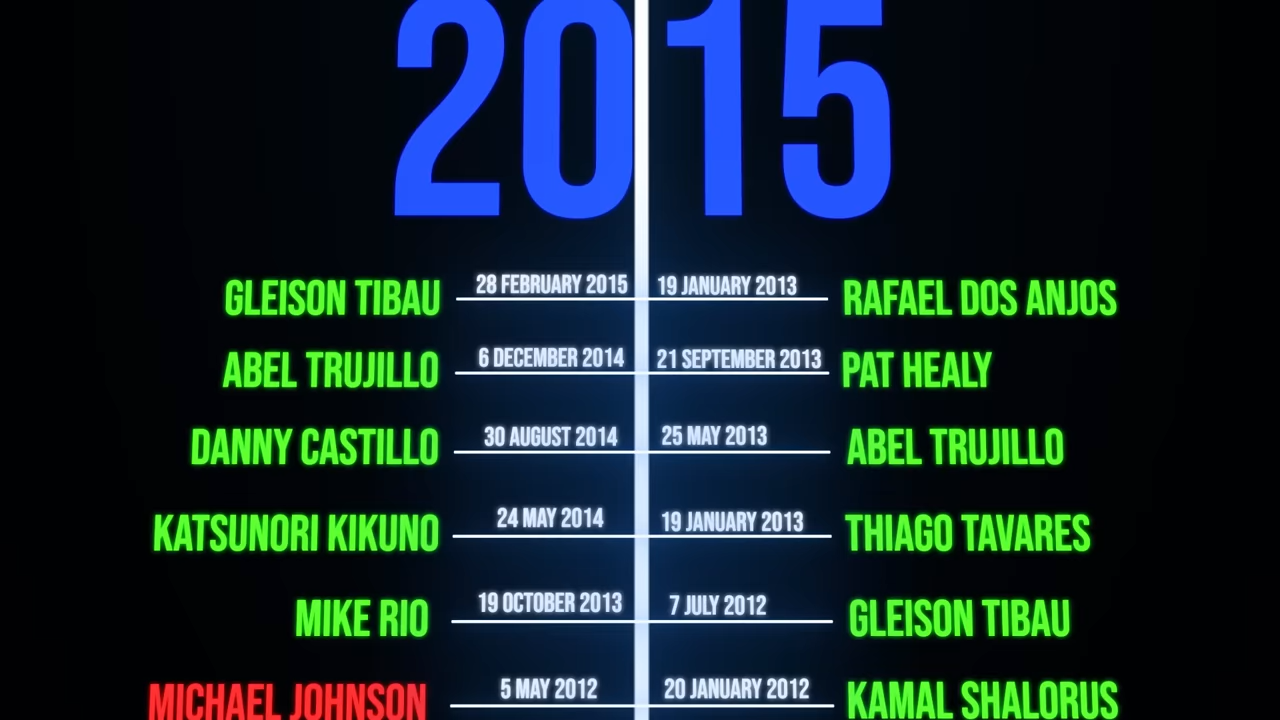 2015
GLEISON TIBAU 28 FEBRUARY 2015 19 JANUARY 2013 RAFAEL DOS ANJOS
ABEL TRUJILLO 6 DECEMBER 2014 21 SEPTEMBER 2013 PAT HEALY
DANNY CASTILLO 30 AUGUST 2014 25 MAY 2013 ABEL TRUJILLO
KATSUNORI KIKUNO 24 MAY 2014 19 JANUARY 2013 THIAGO TAVARES
MIKE RIO 19 OCTOBER 2013 7 JULY 2012 GLEISON TIBAU
MICHAEL JOHNSON 5 MAY 2012 20 JANUARY 2012 KAMAL SHALORUS